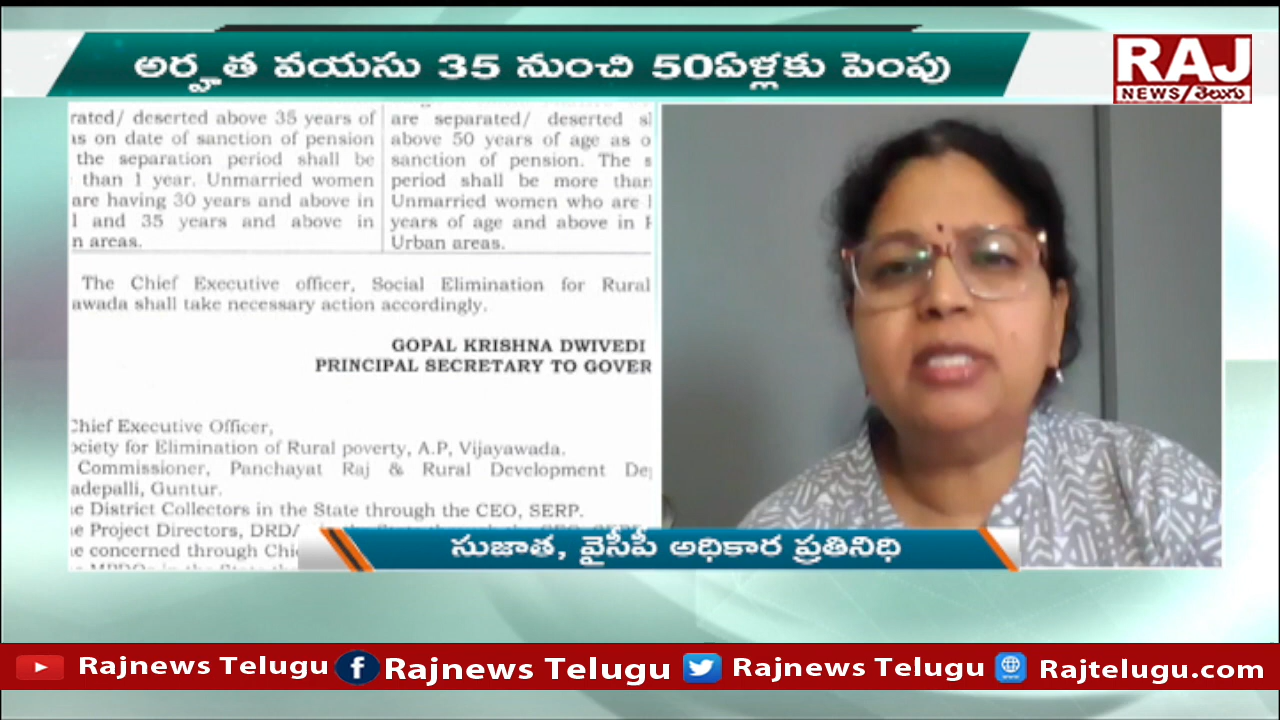 అర్హత వయసు 35 నుంచి 50ఏళ్లకు పెంపు
RAJ
NEWS తెలుగు
rated/ deserted above 35 years of
as on date of sanction of pension
the separation period shall be
than 1 year. Unmarried women
are having 30 years and above in
l and 35 years and above in
n areas.
are separated/ deserted sl
above 50 years of age as o
sanction of pension. The s
period shall be more than
Unmarried women who are
years of age and above in
Urban areas.
The Chief Executive officer, Social Elimination for Rural
awada shall take necessary action accordingly.
GOPAL KRISHNA DWIVEDI
PRINCIPAL SECRETARY TO GOVER
Chief Executive Officer,
ociety for Elimination of Rural poverty, A.P, Vijayawada.
Commissioner, Panchayat Raj & Rural Development De
adepalli, Guntur.
e District Collectors in the State through the CEO, SERP.
e Project Directors, DRD/
e concerned through Chi
సుజాత, వైసీపీ అధికార ప్రతినిధి
Rajnews Telugu Rajnews Telugu Rajnews Telugu Rajtelugu.com